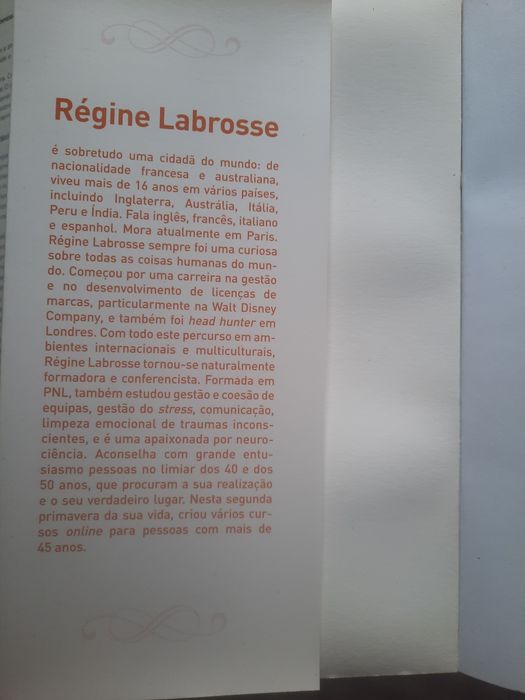 Régine Labrosse
é sobretudo uma cidadã do mundo: de
nacionalidade francesa e australiana,
viveu mais de 16 anos em vários países,
incluindo Inglaterra, Austrália, Itália,
Peru e Índia. Fala inglês, francês, italiano
e espanhol. Mora atualmente em Paris.
Régine Labrosse sempre foi uma curiosa
sobre todas as coisas humanas do mun-
do. Começou por uma carreira na gestão
e no desenvolvimento de licenças de
marcas, particularmente na Walt Disney
Company, e também foi head hunter em
Londres. Com todo este percurso em am-
bientes internacionais e multiculturais,
Régine Labrosse tornou-se naturalmente
formadora e conferencista. Formada em
PNL, também estudou gestão e coesão de
equipas, gestão do stress, comunicação,
limpeza emocional de traumas incons-
cientes, e é uma apaixonada por neuro-
ciência. Aconselha com grande entu-
siasmo pessoas no limiar dos 40 e dos
50 anos, que procuram a sua realização
e o seu verdadeiro lugar. Nesta segunda
primavera da sua vida, criou vários cur-
sos online para pessoas com mais de
45 anos.